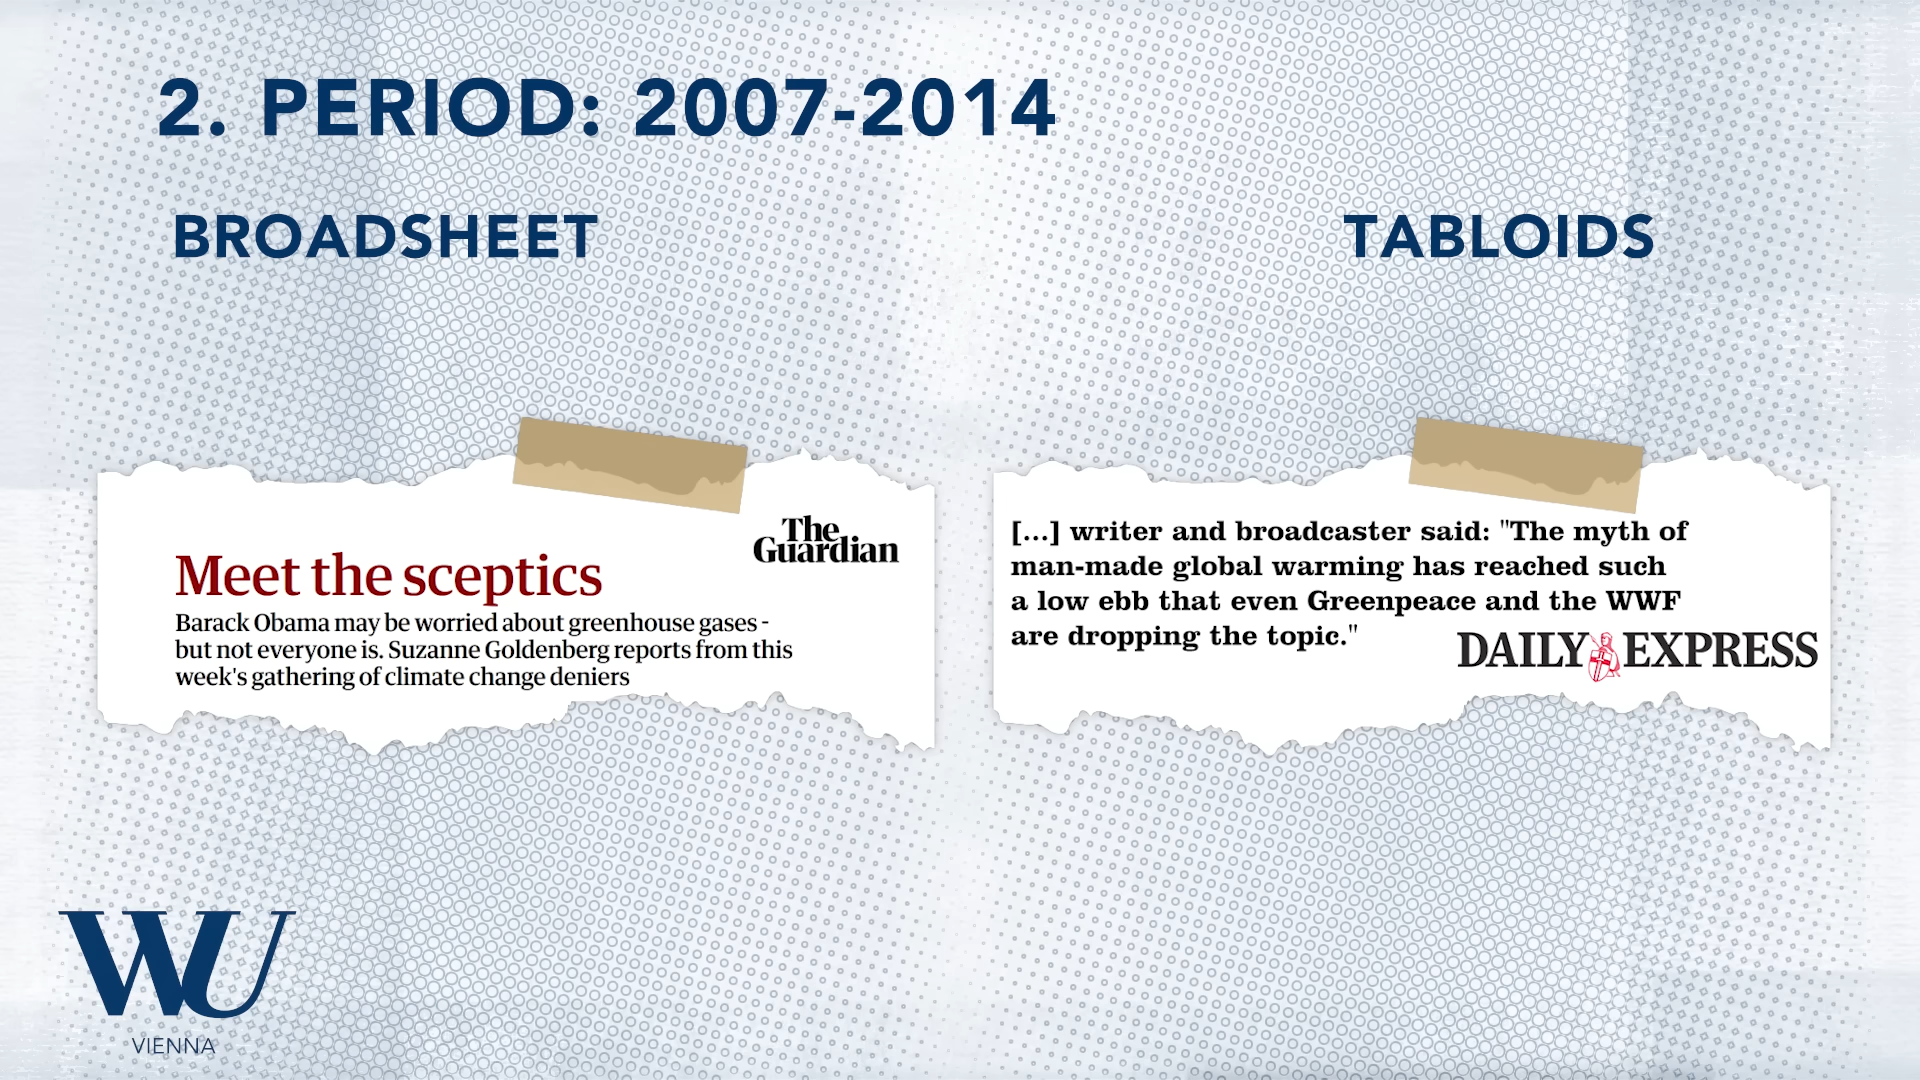 2. PERIOD: 2007-2014
BROADSHEET
TABLOIDS
The
Guardian
Meet the sceptics
Barack Obama may be worried about greenhouse gases -
but not everyone is. Suzanne Goldenberg reports from this
week's gathering of climate change deniers
[...] writer and broadcaster said: "The myth of
man-made global warming has reached such
a low ebb that even Greenpeace and the WWF
are dropping the topic."
DAILY EXPRESS
WU
VIENNA